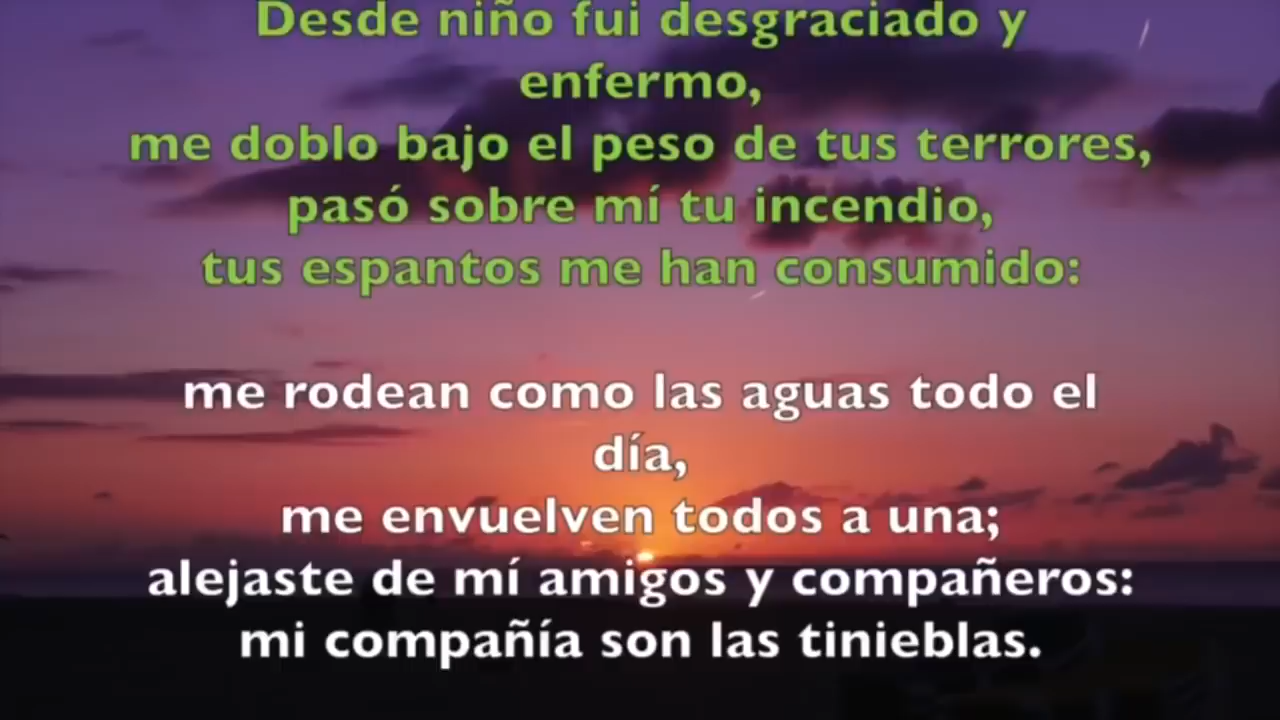 Desde niño fui desgraciado y
enfermo,
me doblo bajo el peso de tus terrores,
pasó sobre mí tu incendio,
tus espantos me han consumido:
me rodean como las aguas todo el
día,
me envuelven todos a una;
alejaste de mí amigos y compañeros:
mi compañía son las tinieblas.